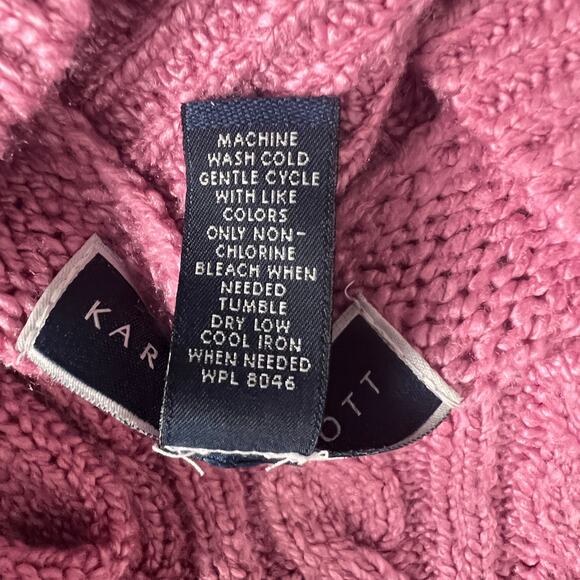 MACHINE
WASH COLD
GENTLE CYCLE
WITH LIKE
COLORS
ONLY NON-
CHLORINE
BLEACH WHEN
NEEDED
TUMBLE
DRY LOW
COOL IRON
WHEN NEEDED
WPL 8046
KAR OTT